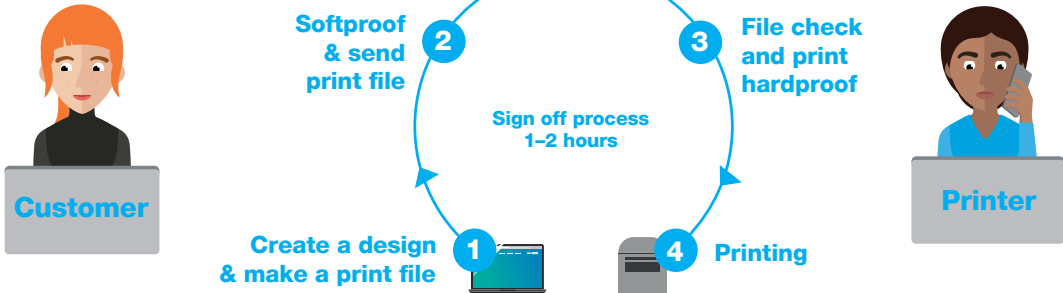 Customer
1
Create a design
& make a print file
2
Softproof
& send
print file
Sign off process
1–2 hours
3
File check
and print
hardproof
4
Printing
Printer